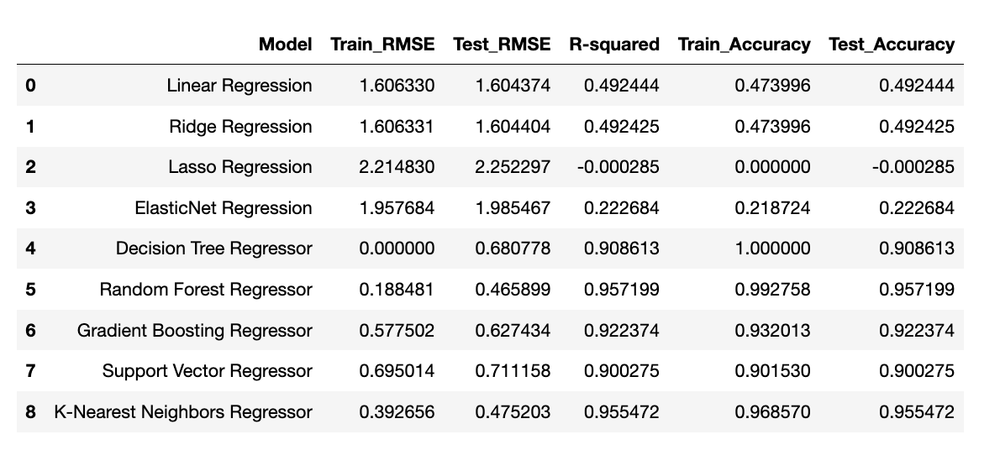 Model Train_RMSE Test_RMSE R-squared Train_Accuracy Test_Accuracy
0 Linear Regression 1.606330 1.604374 0.492444 0.473996 0.492444
1 Ridge Regression 1.606331 1.604404 0.492425 0.473996 0.492425
2 Lasso Regression 2.214830 2.252297 -0.000285 0.000000 -0.000285
3 ElasticNet Regression 1.957684 1.985467 0.222684 0.218724 0.222684
4 Decision Tree Regressor 0.000000 0.680778 0.908613 1.000000 0.908613
5 Random Forest Regressor 0.188481 0.465899 0.957199 0.992758 0.957199
6 Gradient Boosting Regressor 0.577502 0.627434 0.922374 0.932013 0.922374
7 Support Vector Regressor 0.695014 0.711158 0.900275 0.901530 0.900275
8 K-Nearest Neighbors Regressor 0.392656 0.475203 0.955472 0.968570 0.955472